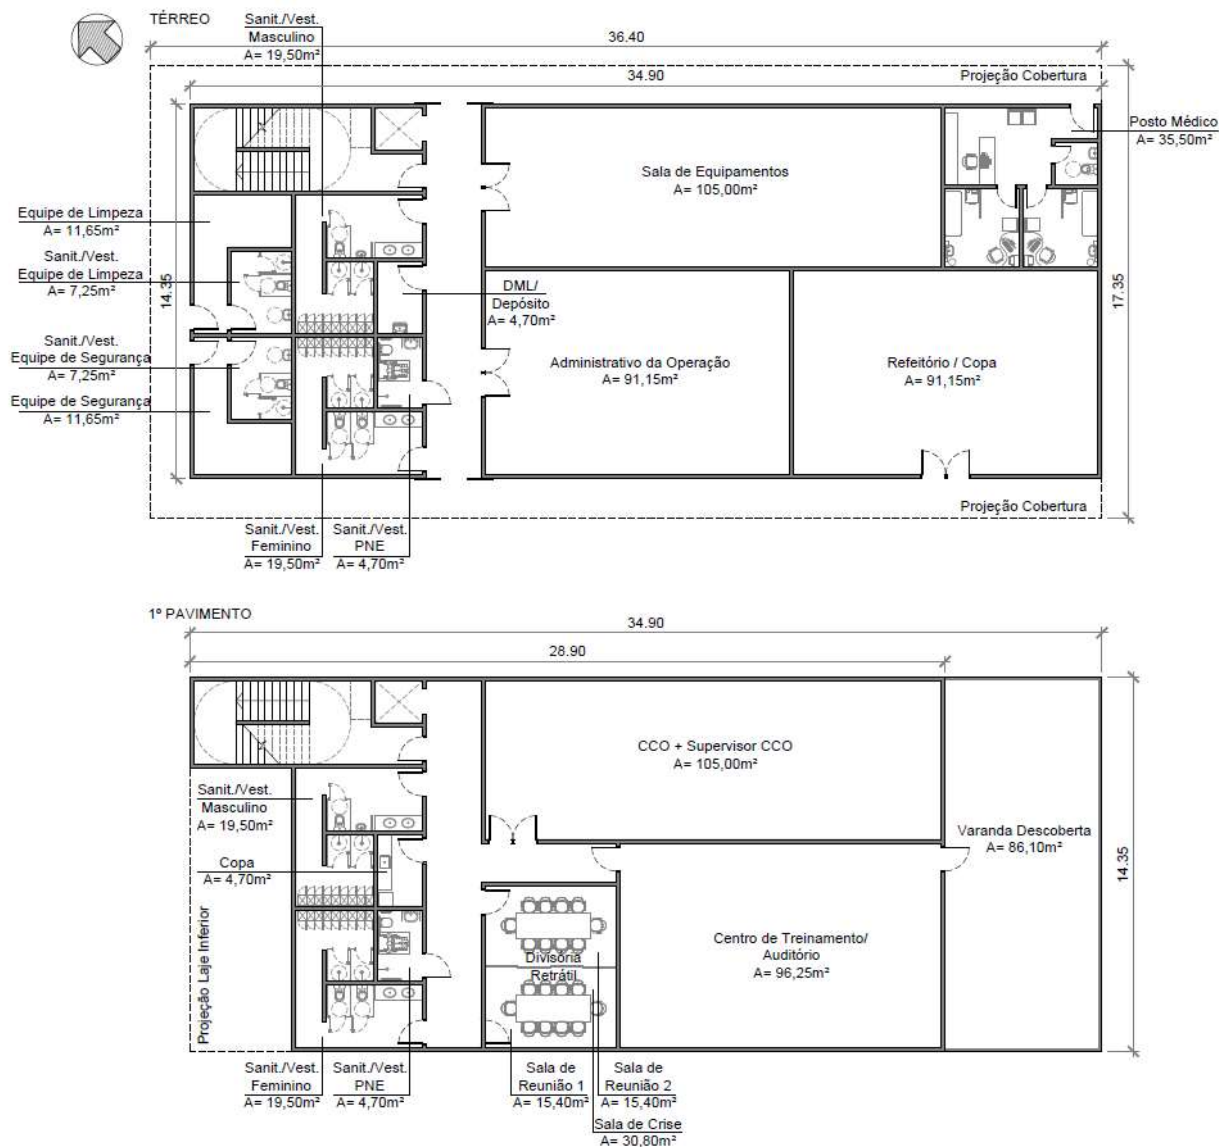 TÉRREO
Sanit./Vest.
Masculino
A= 19,50m²
36.40
34.90
Projeção Cobertura
Posto Médico
A= 35,50m²
Sala de Equipamentos
A= 105,00m²
Equipe de Limpeza
A= 11,65m²
Sanit./Vest.
Equipe de Limpeza
A= 7,25m²
14.35
17.35
DML/
Depósito
A= 4,70m²
Sanit./Vest.
Equipe de Segurança
A= 7,25m²
Equipe de Segurança
A= 11,65m²
Administrativo da Operação
A= 91,15m²
Refeitório / Copa
A= 91,15m²
Projeção Cobertura
Sanit./Vest.
Feminino
A= 19,50m²
Sanit./Vest.
PNE
A= 4,70m²
1º PAVIMENTO
34.90
28.90
CCO + Supervisor CCO
A= 105,00m²
Sanit./Vest.
Masculino
A= 19,50m²
Copa
A= 4,70m²
Varanda Descoberta
A= 86,10m²
14.35
Projeção Laje Inferior
Divisória
Retrátil
Centro de Treinamento/
Auditório
A= 96,25m²
Sanit./Vest.
Feminino
A= 19,50m²
Sanit./Vest.
PNE
A= 4,70m²
Sala de
Reunião 1
A= 15,40m²
Sala de
Reunião 2
A= 15,40m²
Sala de Crise
A= 30,80m²